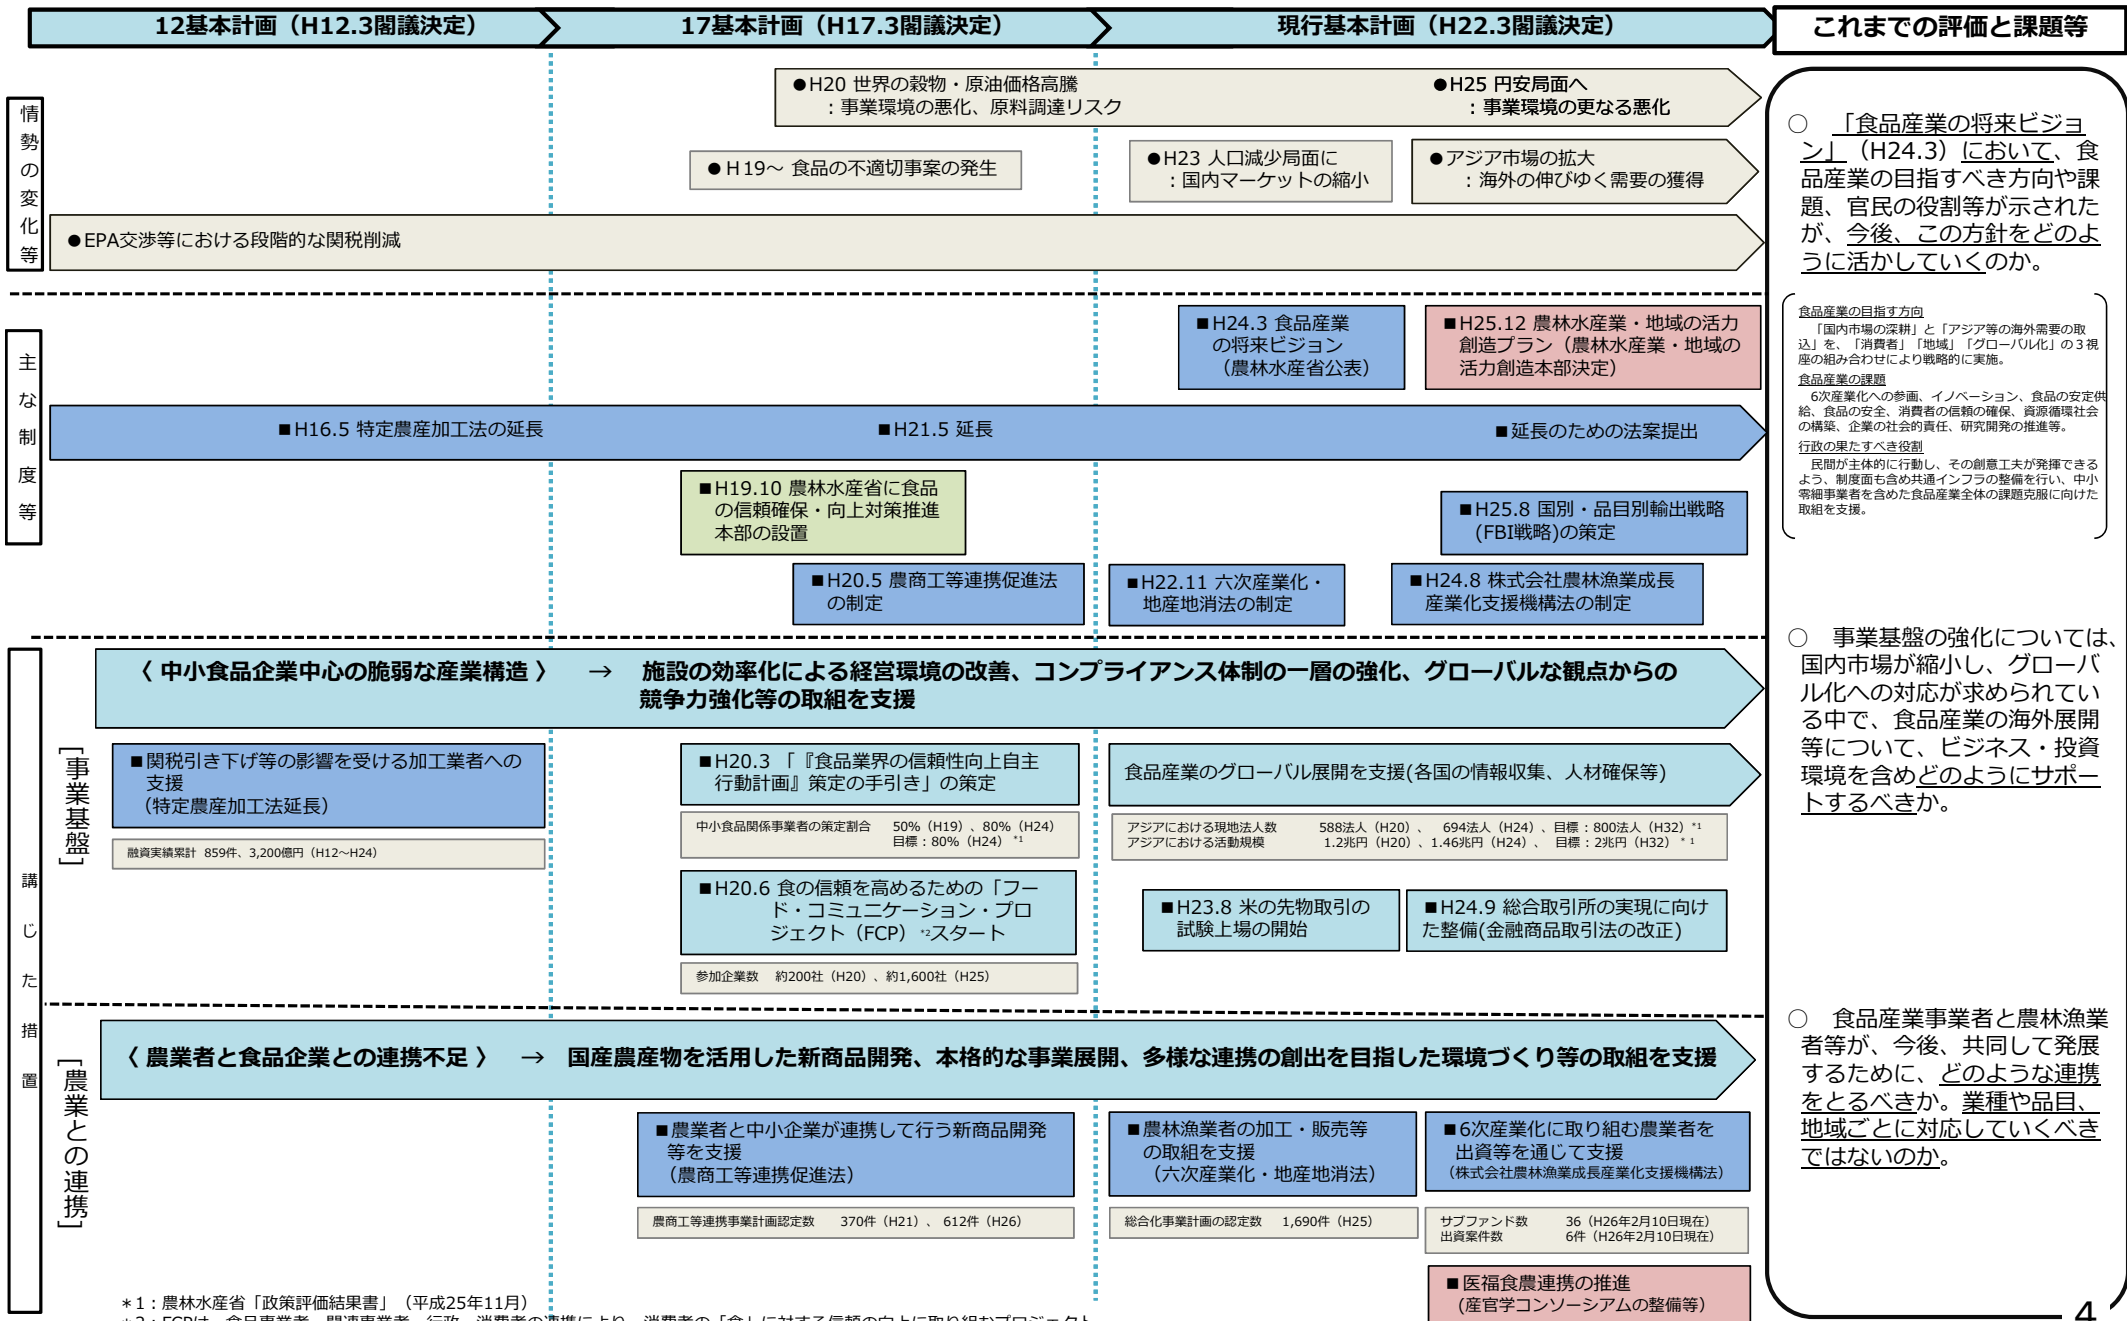 12基本計画（H12.3閣議決定）
17基本計画（H17.3閣議決定）
現行基本計画（H22.3閣議決定）
これまでの評価と課題等
情勢の変化等
●H20 世界の穀物・原油価格高騰
：事業環境の悪化、原料調達リスク
●H25 円安局面へ
：事業環境の更なる悪化
●H19～ 食品の不適切事案の発生
●H23 人口減少局面に
：国内マーケットの縮小
●アジア市場の拡大
：海外の伸びゆく需要の獲得
●EPA交渉等における段階的な関税削減
主な制度等
■H24.3 食品産業
の将来ビジョン
（農林水産省公表）
■H25.12 農林水産業・地域の活力
創造プラン（農林水産業・地域の
活力創造本部決定）
■H16.5 特定農産加工法の延長
■H21.5 延長
■延長のための法案提出
■H19.10 農林水産省に食品
の信頼確保・向上対策推進
本部の設置
■H25.8 国別・品目別輸出戦略
(FBI戦略)の策定
■H20.5 農商工等連携促進法
の制定
■H22.11 六次産業化・
地産地消法の制定
■H24.8 株式会社農林漁業成長
産業化支援機構法の制定
講じた措置
〈 中小食品企業中心の脆弱な産業構造 〉 → 施設の効率化による経営環境の改善、コンプライアンス体制の一層の強化、グローバルな観点からの
競争力強化等の取組を支援
［事業基盤］
■関税引き下げ等の影響を受ける加工業者への
支援
（特定農産加工法延長）
融資実績累計 859件、3,200億円（H12～H24）
■H20.3 「『食品業界の信頼性向上自主
行動計画』策定の手引き」の策定
中小食品関係事業者の策定割合 50%（H19）、80%（H24）
目標：80%（H24）*1
■H20.6 食の信頼を高めるための「フー
ド・コミュニケーション・プロ
ジェクト（FCP） *2スタート
参加企業数 約200社（H20）、約1,600社（H25）
食品産業のグローバル展開を支援(各国の情報収集、人材確保等)
アジアにおける現地法人数 588法人（H20）、 694法人（H24）、目標：800法人（H32）*1
アジアにおける活動規模 1.2兆円（H20）、1.46兆円（H24）、 目標：2兆円（H32）*1
■H23.8 米の先物取引の
試験上場の開始
■H24.9 総合取引所の実現に向け
た整備(金融商品取引法の改正)
〈 農業者と食品企業との連携不足 〉 → 国産農産物を活用した新商品開発、本格的な事業展開、多様な連携の創出を目指した環境づくり等の取組を支援
［農業との連携］
■農業者と中小企業が連携して行う新商品開発
等を支援
（農商工等連携促進法）
農商工等連携事業計画認定数 370件（H21）、612件（H26）
■農林漁業者の加工・販売等
の取組を支援
（六次産業化・地産地消法）
総合化事業計画の認定数 1,690件（H25）
■6次産業化に取り組む農業者を
出資等を通じて支援
（株式会社農林漁業成長産業化支援機構法）
サブファンド数 36（H26年2月10日現在）
出資案件数 6件（H26年2月10日現在）
■医福食農連携の推進
(産官学コンソーシアムの整備等)
＊1：農林水産省「政策評価結果書」（平成25年11月）
＊2：FCPは、食品事業者、関連事業者、行政、消費者の連携により、消費者の「食」に対する信頼の向上に取り組むプロジェクト
○ 「食品産業の将来ビジョ
ン」（H24.3）において、食
品産業の目指すべき方向や課
題、官民の役割等が示された
が、今後、この方針をどのよ
うに活かしていくのか。
食品産業の目指す方向
「国内市場の深耕」と「アジア等の海外需要の取
込」を、「消費者」「地域」「グローバル化」の３視
座の組み合わせにより戦略的に実施。
食品産業の課題
6次産業化への参画、イノベーション、食品の安定供
給、食品の安全、消費者の信頼の確保、資源循環社会
の構築、企業の社会的責任、研究開発の推進等。
行政の果たすべき役割
民間が主体的に行動し、その創意工夫が発揮できる
よう、制度面も含め共通インフラの整備を行い、中小
零細事業者を含めた食品産業全体の課題克服に向けた
取組を支援。
○ 事業基盤の強化については、
国内市場が縮小し、グローバ
ル化への対応が求められてい
る中で、食品産業の海外展開
等について、ビジネス・投資
環境を含めどのようにサポー
トするべきか。
○ 食品産業事業者と農林漁業
者等が、今後、共同して発展
するために、どのような連携
をとるべきか。業種や品目、
地域ごとに対応していくべき
ではないのか。
4